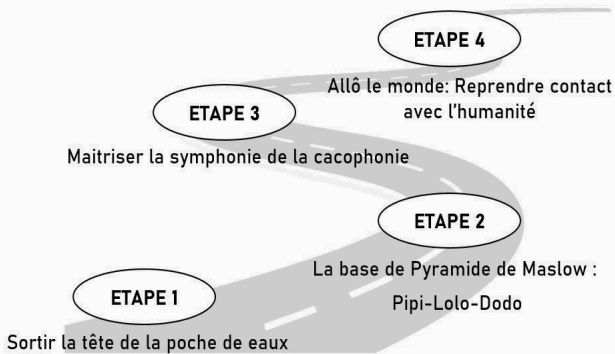 ETAPE 4
Allô le monde: Reprendre contact
avec l'humanité
ETAPE 3
Maitriser la symphonie de la cacophonie
ETAPE 2
La base de Pyramide de Maslow :
Pipi-Lolo-Dodo
ETAPE 1
Sortir la tête de la poche de eaux